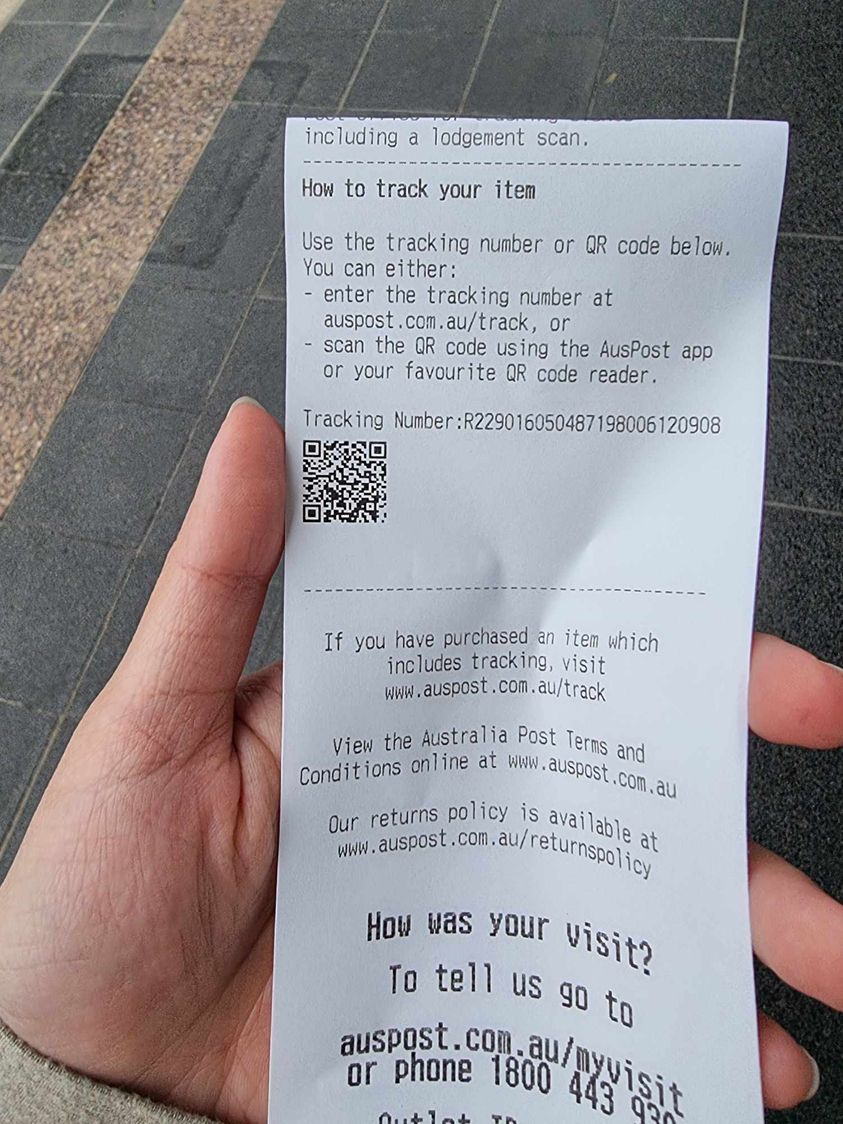 including a lodgement scan.
How to track your item
Use the tracking number or QR code below.
You can either:
- enter the tracking number at
auspost.com.au/track, or
- scan the QR code using the AusPost app
or your favourite QR code reader.
Tracking Number:R22901605048719800612​0908
If you have purchased an item which
includes tracking, visit
www.auspost.com.au/track
View the Australia Post Terms and
Conditions online at www.auspost.com.au
Our returns policy is available at
www.auspost.com.au/returnspolicy
How was your visit?
To tell us go to
auspost.com.au/myvisit
or phone 1800 443 930